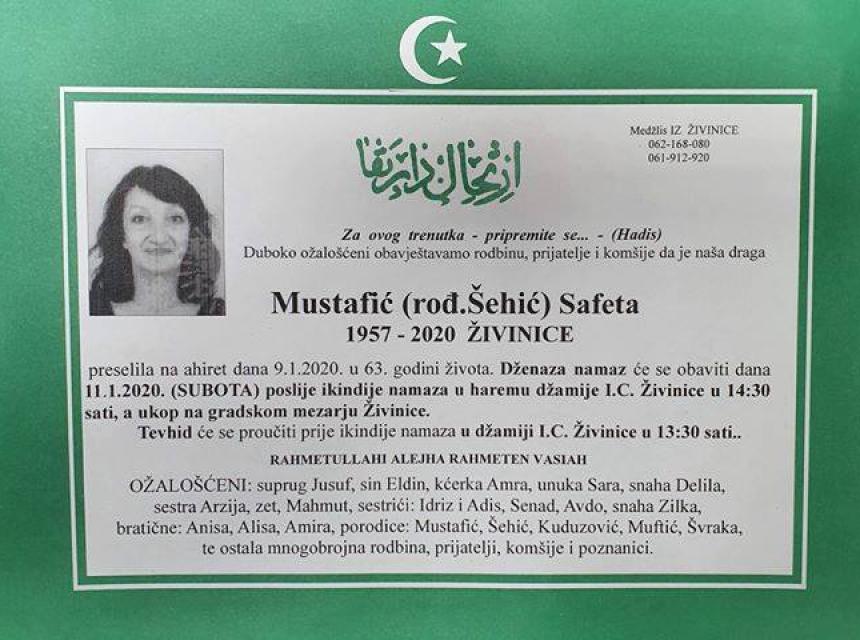 Medžlis IZ ŽIVINICE
062-168-080
061-912-920
Za ovog trenutka - pripremite se... - (Hadis)
Duboko ožalošćeni obavještavamo rodbinu, prijatelje i komšije da je naša draga
Mustafić (rođ.Šehić) Safeta
1957 - 2020 ŽIVINICE
preselila na ahiret dana 9.1.2020. u 63. godini života. Dženaza namaz će se obaviti dana
11.1.2020. (SUBOTA) poslije ikindije namaza u haremu džamije I.C. Živinice u 14:30
sati, a ukop na gradskom mezarju Živinice.
Tevhid će se proučiti prije ikindije namaza u džamiji I.C. Živinice u 13:30 sati..
RAHMETULLAHI ALEJHA RAHMETEN VASIAH
OŽALOŠĆENI: suprug Jusuf, sin Eldin, kćerka Amra, unuka Sara, snaha Delila,
sestra Arzija, zet, Mahmut, sestrići: Idriz i Adis, Senad, Avdo, snaha Zilka,
bratične: Anisa, Alisa, Amira, porodice: Mustafić, Šehić, Kuduzović, Muftić, Švraka,
te ostala mnogobrojna rodbina, prijatelji, komšije i poznanici.